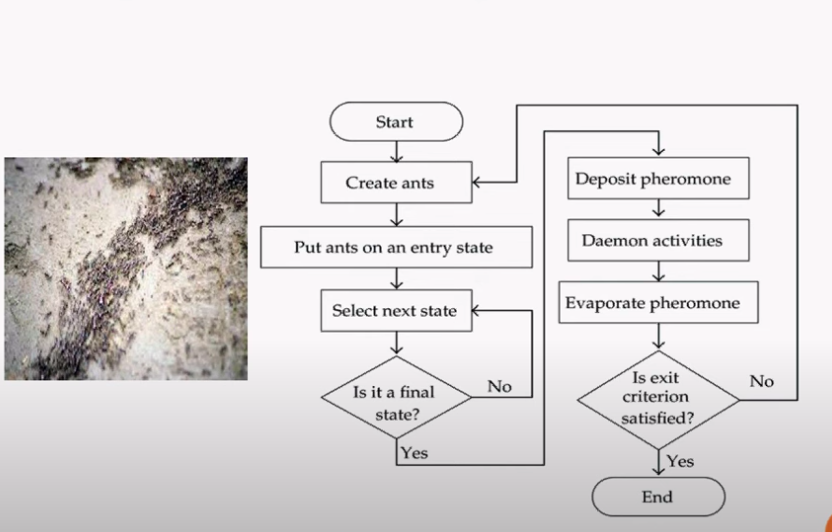 Start
Create ants
Put ants on an entry state
Select next state
Is it a final
state?
No
Yes
Deposit pheromone
Daemon activities
Evaporate pheromone
Is exit
criterion
satisfied?
No
Yes
End